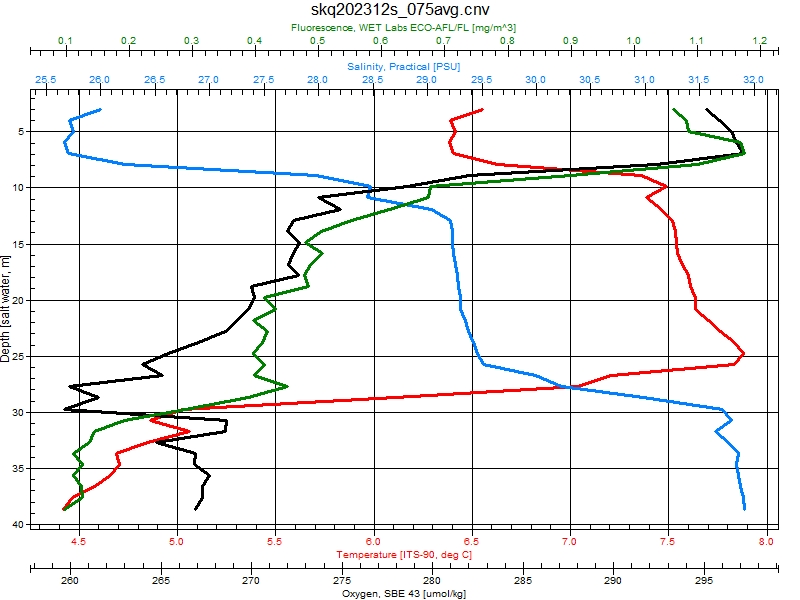 skq202312s_075avg.cnv
Fluorescence, WET Labs ECO-AFL/FL [mg/m^3]
0.1 0.2 0.3 0.4 0.5 0.6 0.7 0.8 0.9 1.0 1.1 1.2
Salinity, Practical [PSU]
25.5 26.0 26.5 27.0 27.5 28.0 28.5 29.0 29.5 30.0 30.5 31.0 31.5 32.0
Depth [salt water, m]
5
10
15
20
25
30
35
40
4.5 5.0 5.5 6.0 6.5 7.0 7.5 8.0
Temperature [ITS-90, deg C]
260 265 270 275 280 285 290 295
Oxygen, SBE 43 [umol/kg]